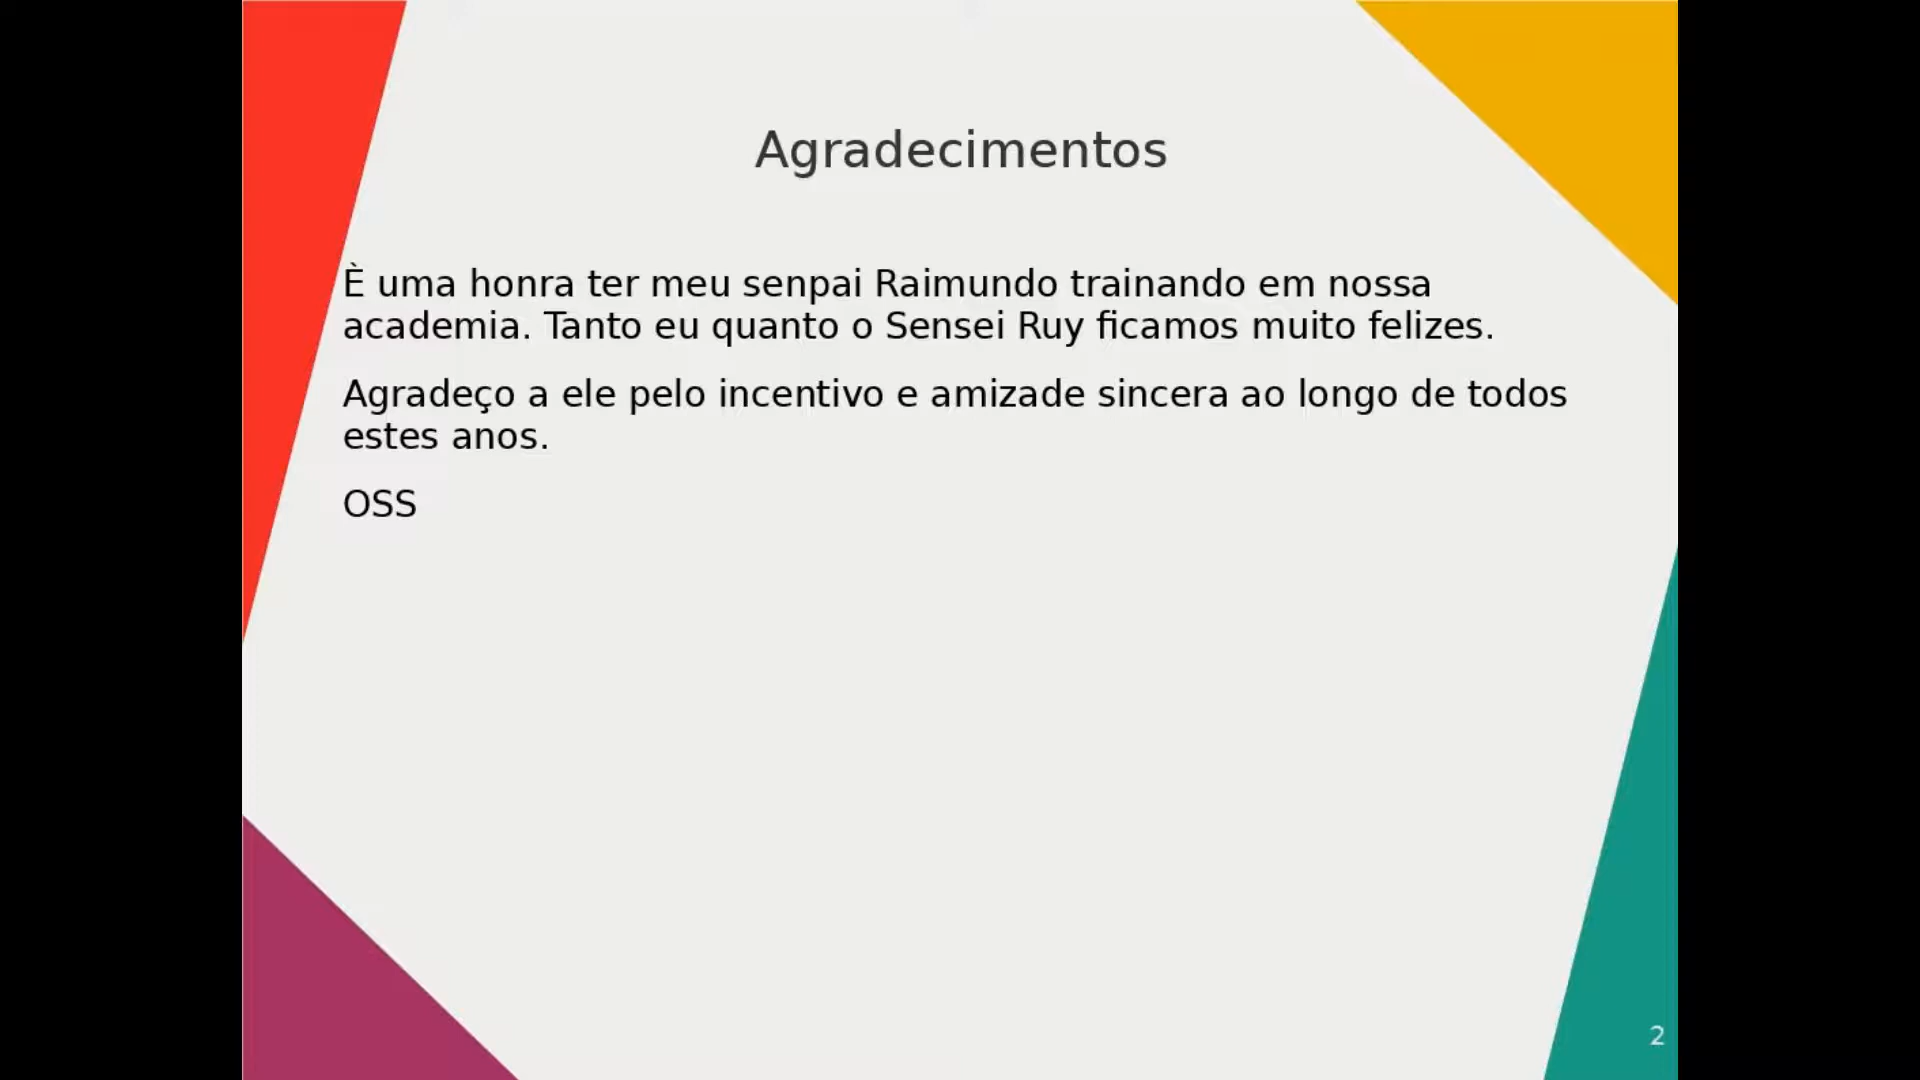 Agradecimentos
È uma honra ter meu senpai Raimundo trainando em nossa
academia. Tanto eu quanto o Sensei Ruy ficamos muito felizes.
Agradeço a ele pelo incentivo e amizade sincera ao longo de todos
estes anos.
OSS
2